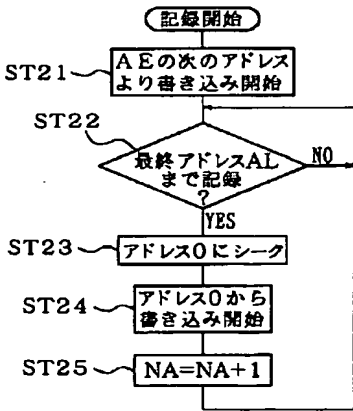 記録開始
ST21
AEの次のアドレス
より書き込み開始
ST22
最終アドレスAL
まで記録
?
NO
YES
ST23
アドレス0にシーク
ST24
アドレス0から
書き込み開始
ST25
NA=NA+1